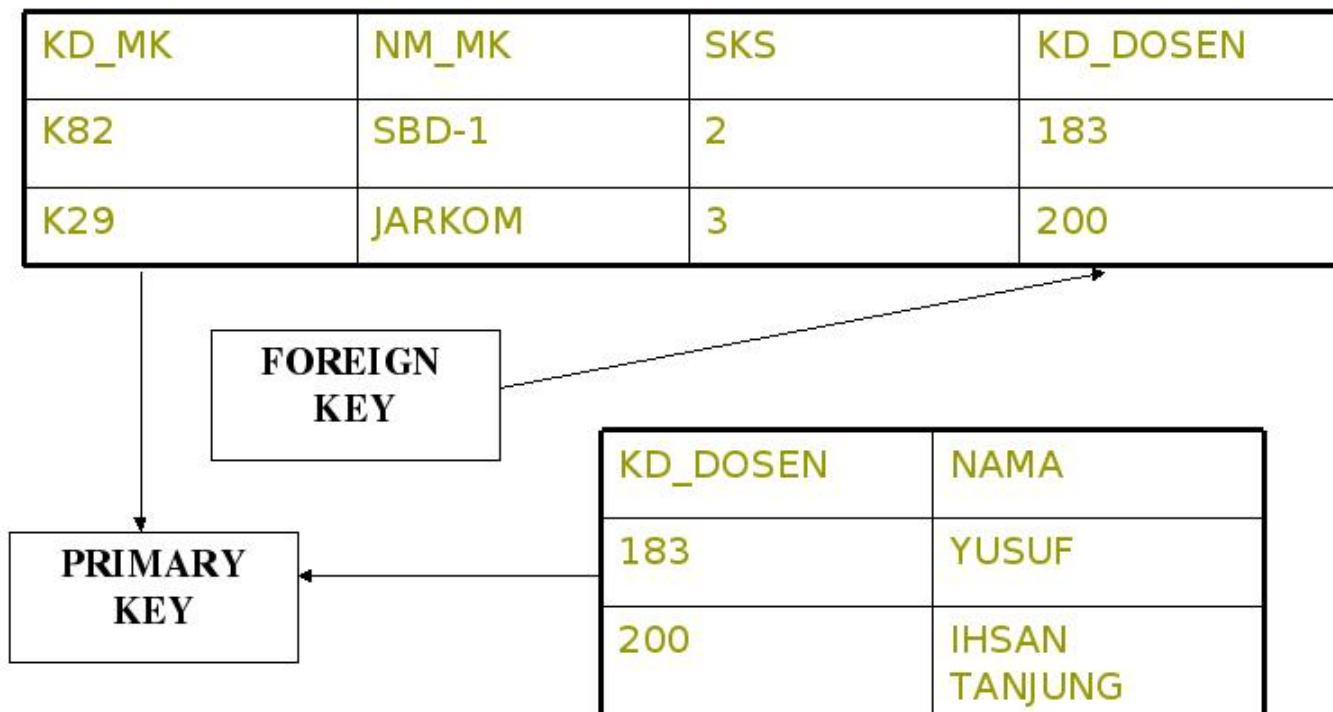 KD_MK NM_MK SKS KD_DOSEN
K82 SBD-1 2 183
K29 JARKOM 3 200
FOREIGN
KEY
KD_DOSEN NAMA
183 YUSUF
200 IHSAN
TANJUNG
PRIMARY
KEY